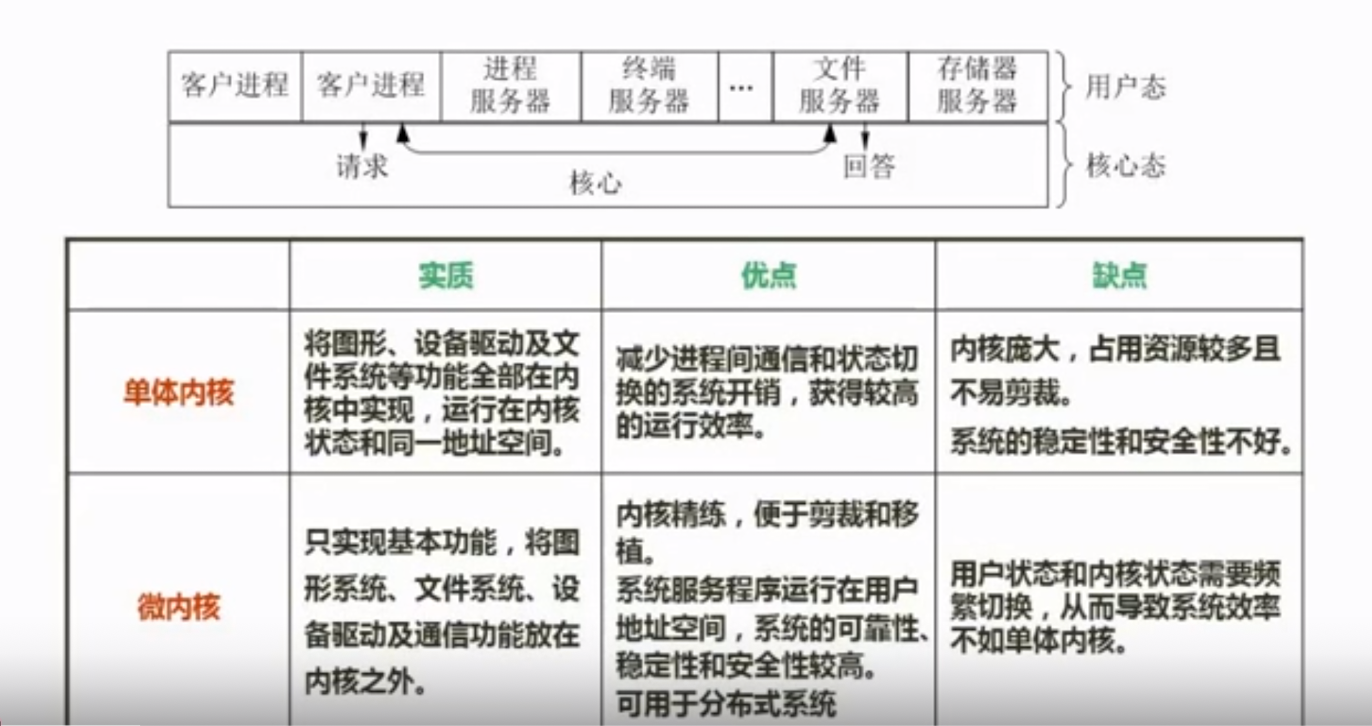 客户进程 客户进程 进程服务器 终端服务器 … 文件服务器 存储器服务器 用户态
请求 核心 回答 核心态
实质 优点 缺点
单体内核
将图形、设备驱动及文
件系统等功能全部在内
核中实现，运行在内核
状态和同一地址空间。
减少进程间通信和状态切
换的系统开销，获得较高
的运行效率。
内核庞大，占用资源较多且
不易剪裁。
系统的稳定性和安全性不好。
微内核
只实现基本功能，将图
形系统、文件系统、设
备驱动及通信功能放在
内核之外。
内核精练，便于剪裁和移
植。
系统服务程序运行在用户
地址空间，系统的可靠性、
稳定性和安全性较高。
可用于分布式系统
用户状态和内核状态需要频
繁切换，从而导致系统效率
不如单体内核。